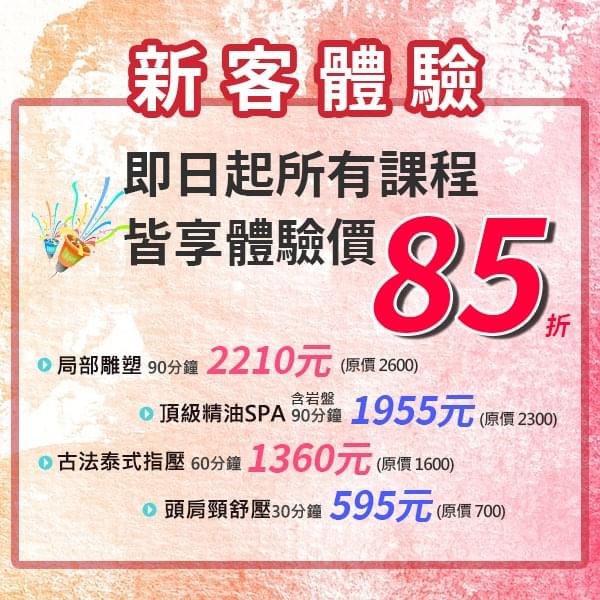 新客體驗
即日起所有課程
皆享體驗價85折
局部雕塑 90分鐘 2210元 (原價 2600)
頂級精油SPA 含岩盤 90分鐘 1955元 (原價 2300)
古法泰式指壓 60分鐘 1360元 (原價 1600)
頭肩頸舒壓30分鐘 595元 (原價 700)